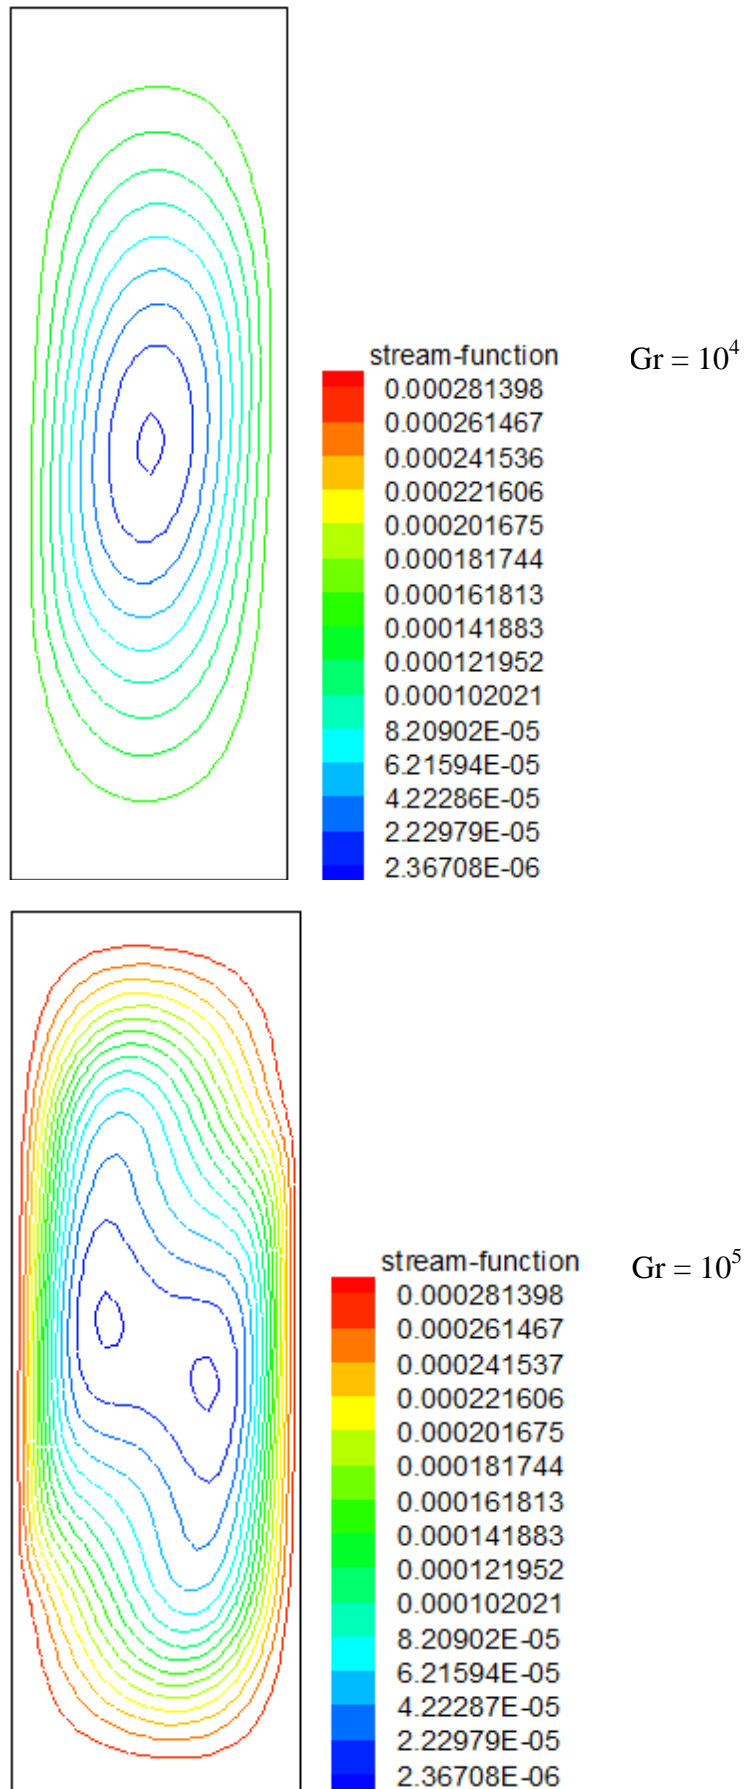 stream-function
Gr = 10⁴
0.000281398
0.000261467
0.000241536
0.000221606
0.000201675
0.000181744
0.000161813
0.000141883
0.000121952
0.000102021
8.20902E-05
6.21594E-05
4.22286E-05
2.22979E-05
2.36708E-06
stream-function
Gr = 10⁵
0.000281398
0.000261467
0.000241537
0.000221606
0.000201675
0.000181744
0.000161813
0.000141883
0.000121952
0.000102021
8.20902E-05
6.21594E-05
4.22287E-05
2.22979E-05
2.36708E-06